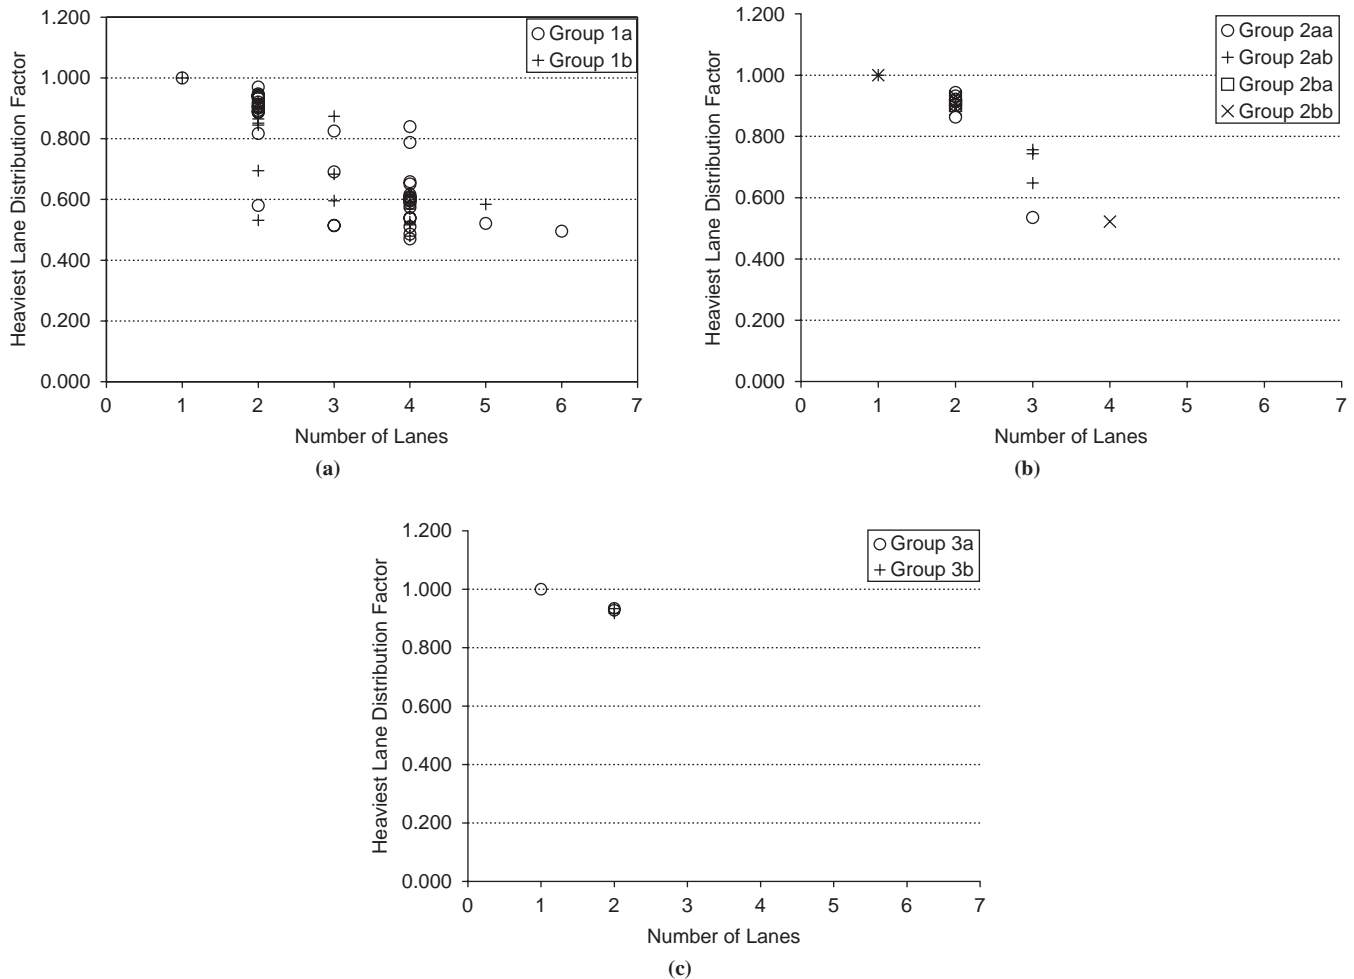 1.200
1.000
0.800
0.600
0.400
0.200
0.000
0 1 2 3 4 5 6 7
Heaviest Lane Distribution Factor
Number of Lanes
Group 1a
Group 1b
(a)
1.200
1.000
0.800
0.600
0.400
0.200
0.000
0 1 2 3 4 5 6 7
Heaviest Lane Distribution Factor
Number of Lanes
Group 2aa
Group 2ab
Group 2ba
Group 2bb
(b)
1.200
1.000
0.800
0.600
0.400
0.200
0.000
0 1 2 3 4 5 6 7
Heaviest Lane Distribution Factor
Number of Lanes
Group 3a
Group 3b
(c)